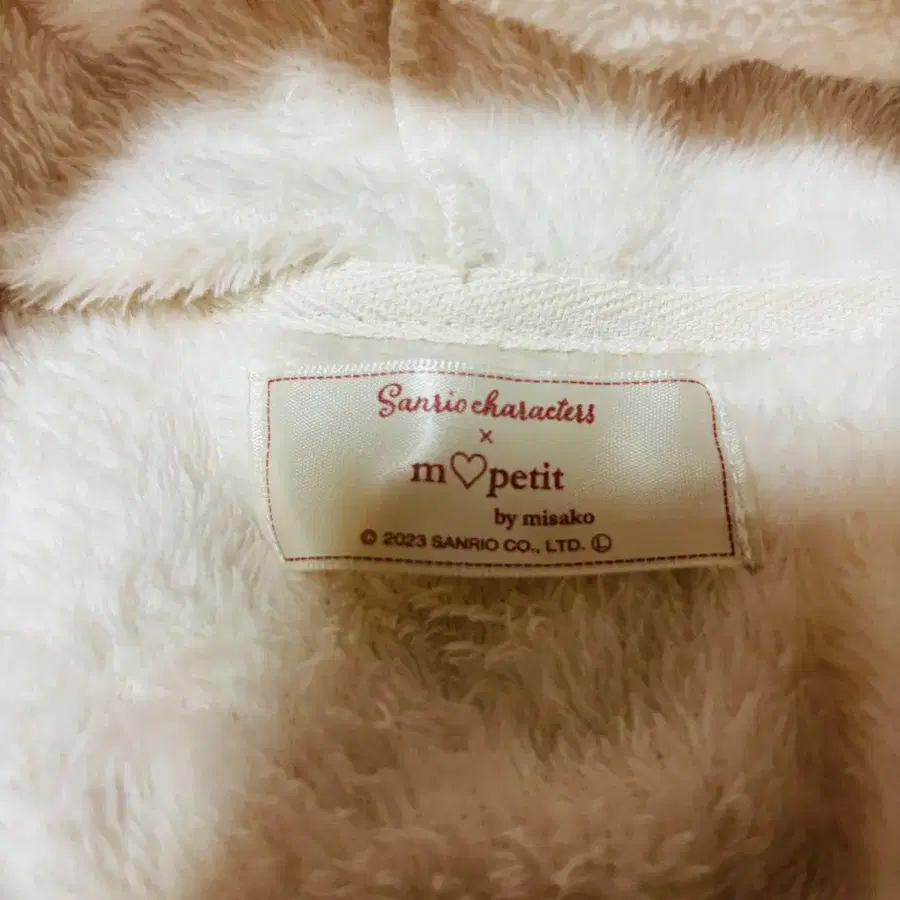 Sanrio characters
×
m♡petit
by misako
© 2023 SANRIO CO., LTD. Ⓛ